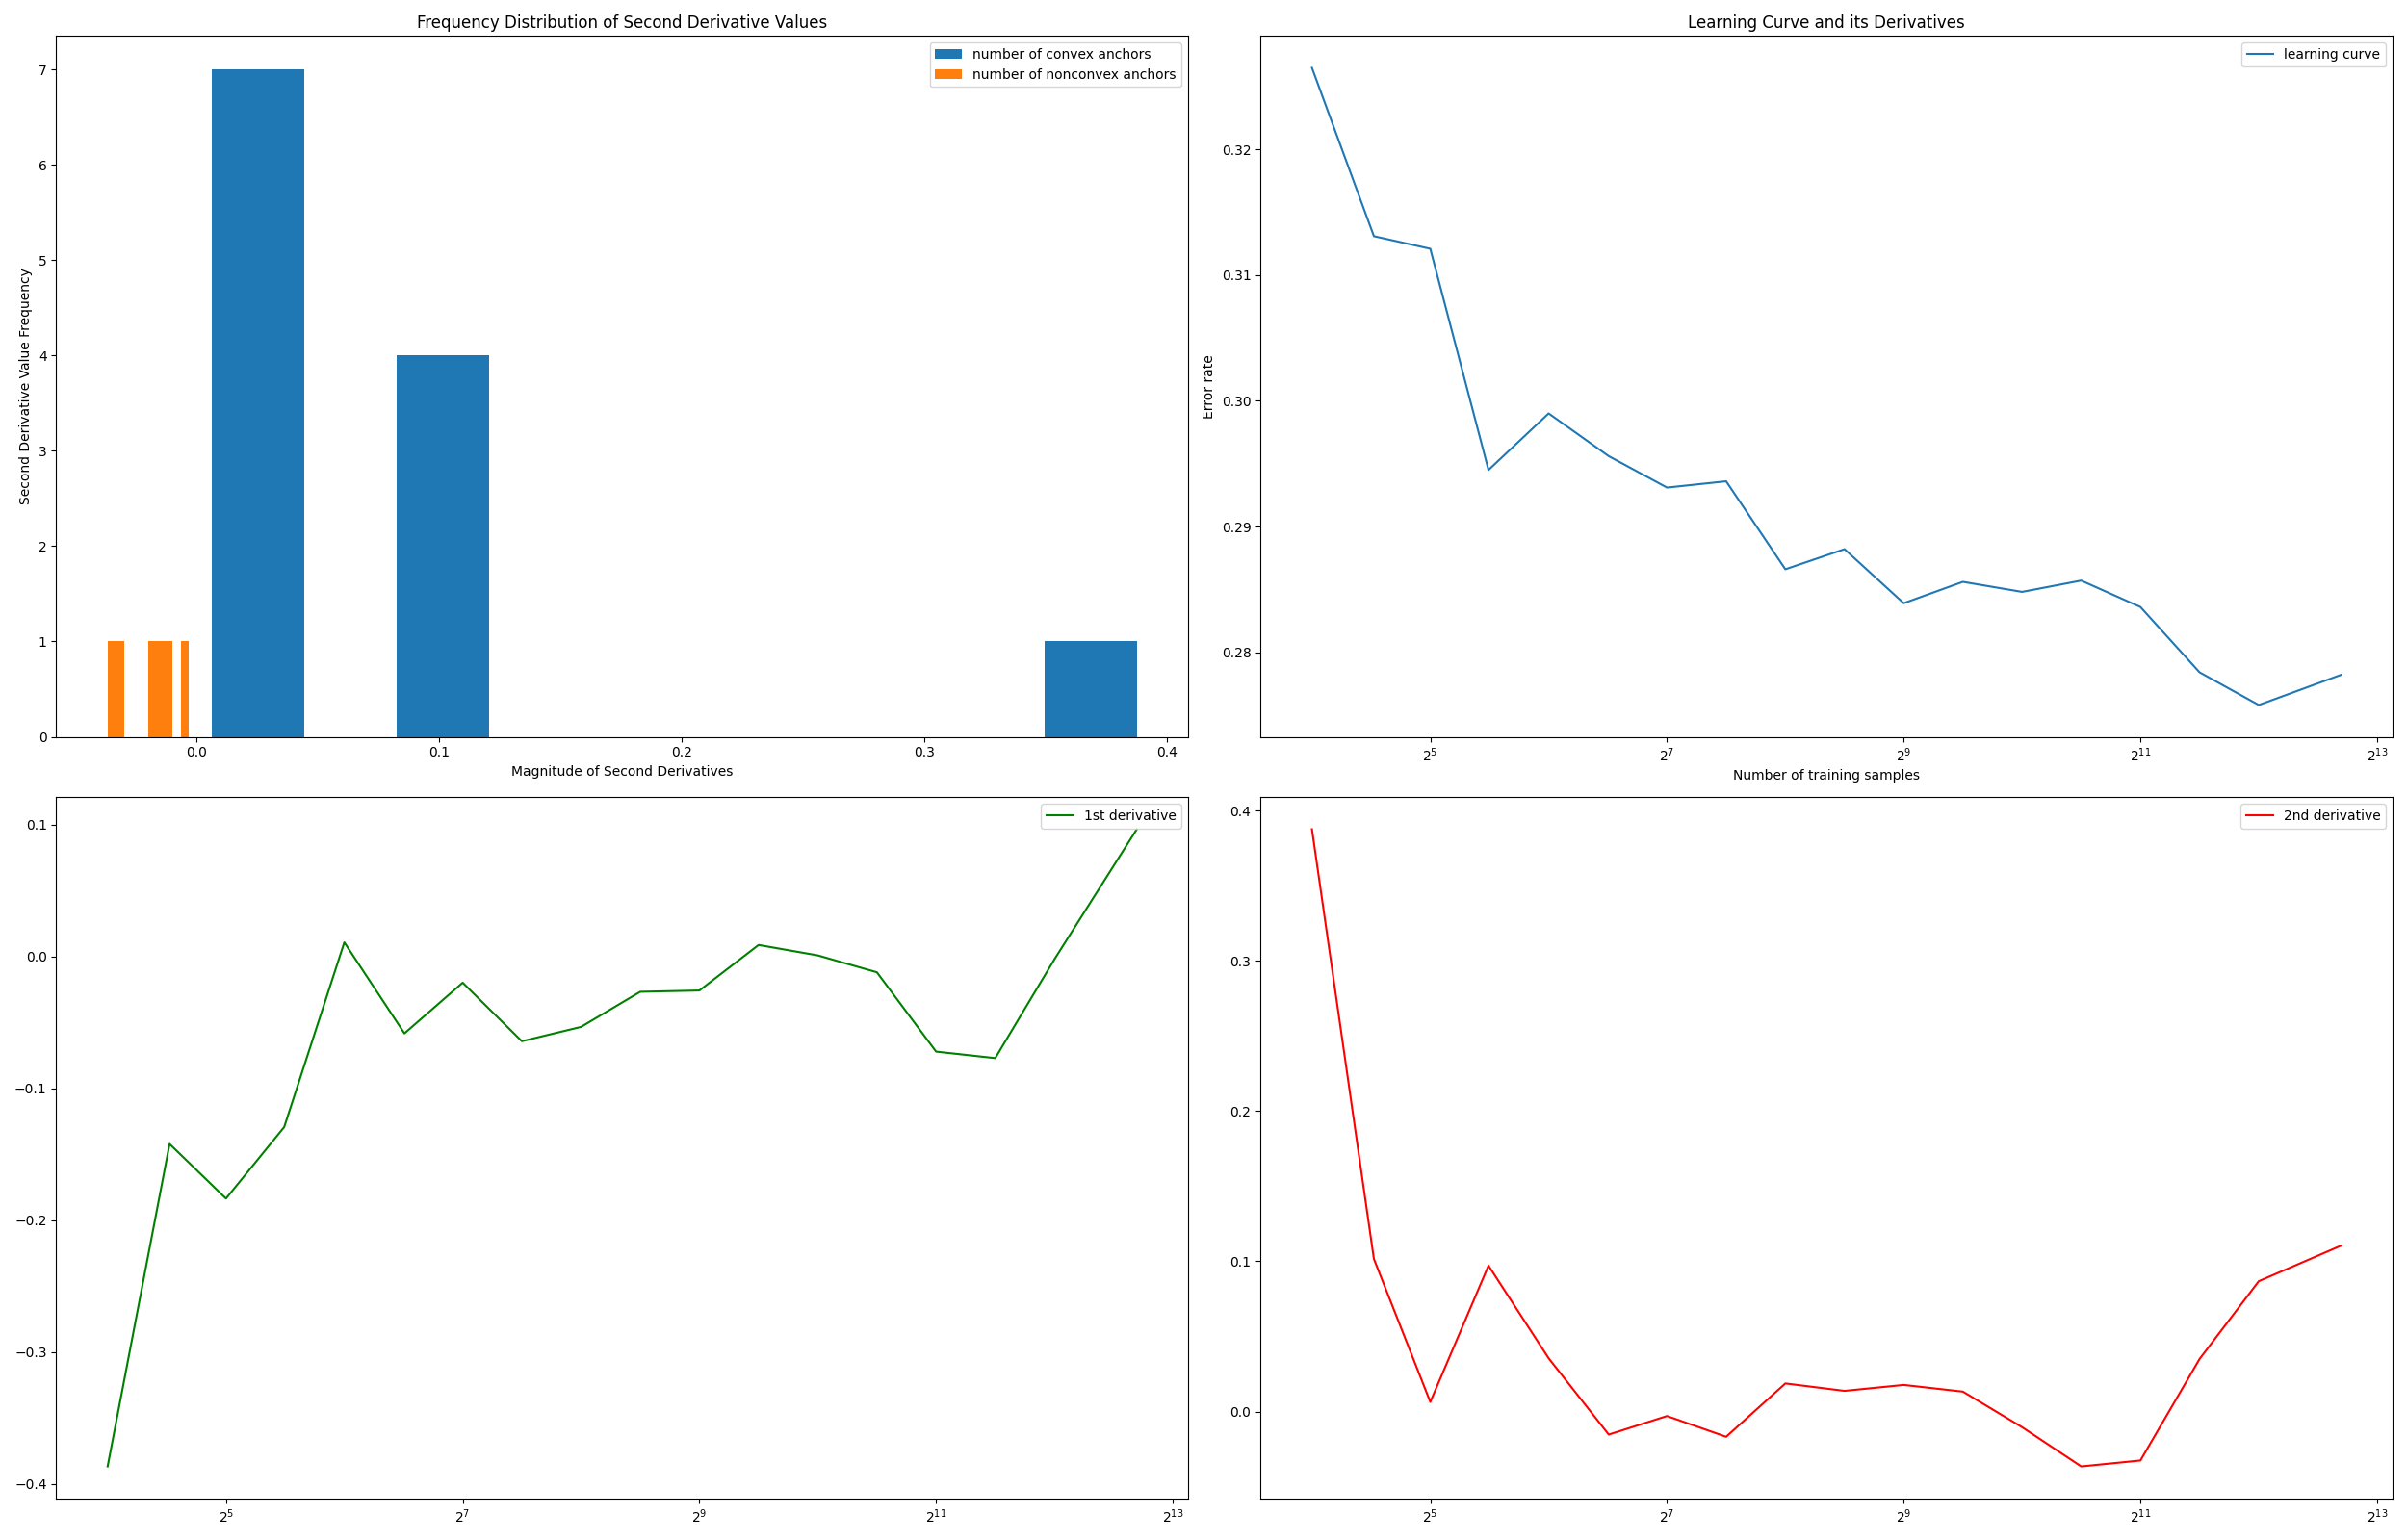 Frequency Distribution of Second Derivative Values
number of convex anchors
number of nonconvex anchors
Second Derivative Value Frequency
7
6
5
4
3
2
1
0
0.0 0.1 0.2 0.3 0.4
Magnitude of Second Derivatives
Learning Curve and its Derivatives
learning curve
Error rate
0.32
0.31
0.30
0.29
0.28
2^5 2^7 2^9 2^11 2^13
Number of training samples
1st derivative
0.1
0.0
−0.1
−0.2
−0.3
−0.4
2^5 2^7 2^9 2^11 2^13
2nd derivative
0.4
0.3
0.2
0.1
0.0
2^5 2^7 2^9 2^11 2^13